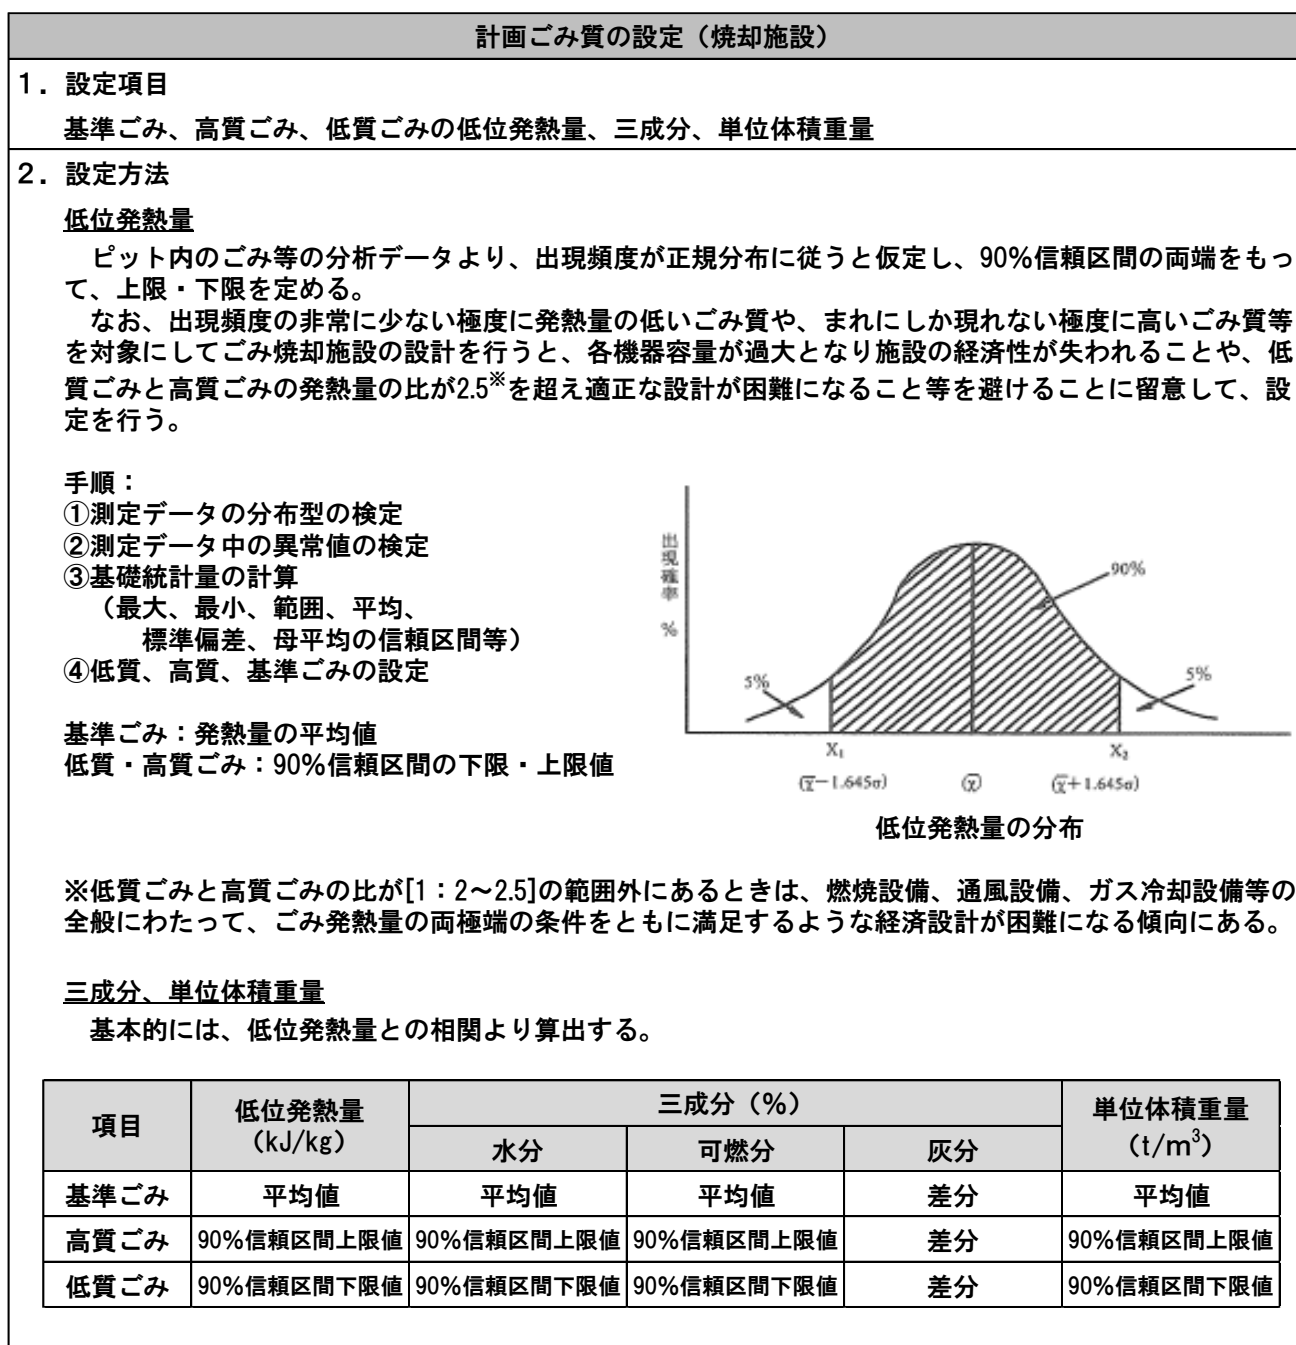 計画ごみ質の設定（焼却施設）
１．設定項目
基準ごみ、高質ごみ、低質ごみの低位発熱量、三成分、単位体積重量
２．設定方法
低位発熱量
ピット内のごみ等の分析データより、出現頻度が正規分布に従うと仮定し、90%信頼区間の両端をもっ
て、上限・下限を定める。
なお、出現頻度の非常に少ない極度に発熱量の低いごみ質や、まれにしか現れない極度に高いごみ質等
を対象にしてごみ焼却施設の設計を行うと、各機器容量が過大となり施設の経済性が失われることや、低
質ごみと高質ごみの発熱量の比が2.5※を超え適正な設計が困難になること等を避けることに留意して、設
定を行う。
手順：
①測定データの分布型の検定
②測定データ中の異常値の検定
③基礎統計量の計算
（最大、最小、範囲、平均、
標準偏差、母平均の信頼区間等）
④低質、高質、基準ごみの設定
基準ごみ：発熱量の平均値
低質・高質ごみ：90%信頼区間の下限・上限値
出現確率 %
90%
5%
5%
X₁ X₂
(χ̅−1.645σ) (χ̅) (χ̅+1.645σ)
低位発熱量の分布
※低質ごみと高質ごみの比が[1：2～2.5]の範囲外にあるときは、燃焼設備、通風設備、ガス冷却設備等の
全般にわたって、ごみ発熱量の両極端の条件をともに満足するような経済設計が困難になる傾向にある。
三成分、単位体積重量
基本的には、低位発熱量との相関より算出する。
項目 低位発熱量（kJ/kg） 三成分（%） 単位体積重量（t/m³）
水分 可燃分 灰分
基準ごみ 平均値 平均値 平均値 差分 平均値
高質ごみ 90%信頼区間上限値 90%信頼区間上限値 90%信頼区間上限値 差分 90%信頼区間上限値
低質ごみ 90%信頼区間下限値 90%信頼区間下限値 90%信頼区間下限値 差分 90%信頼区間下限値